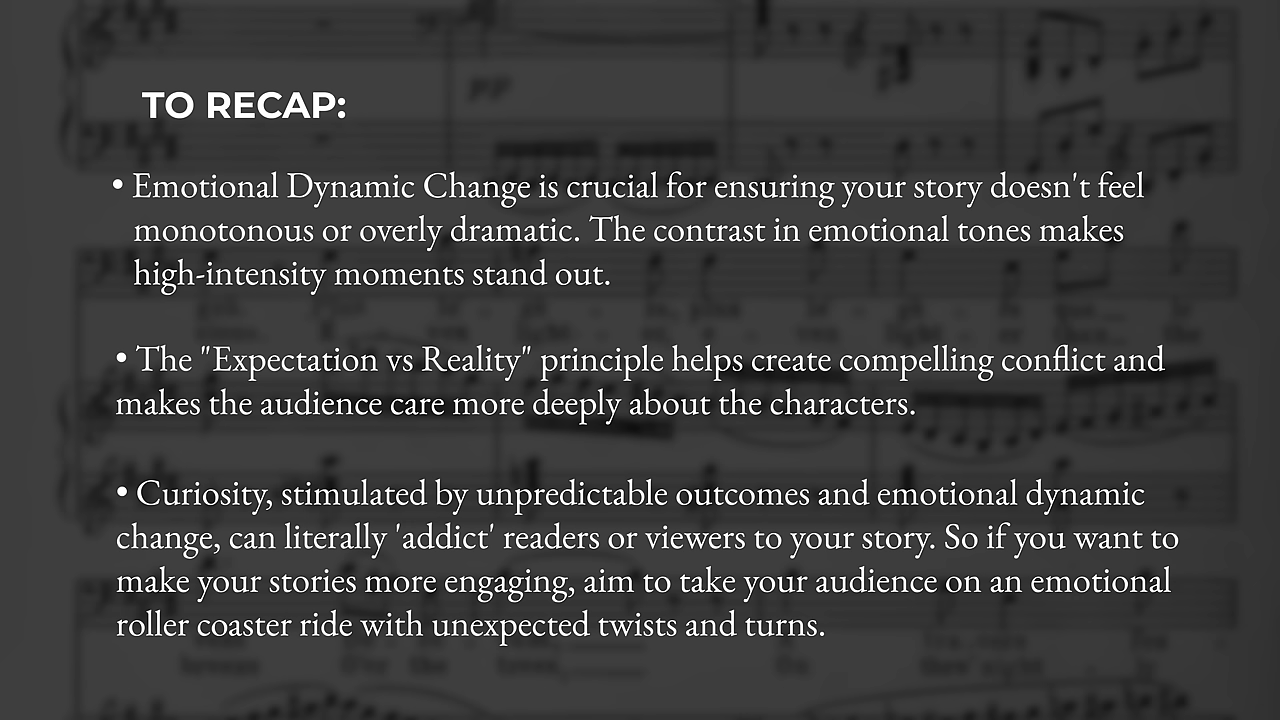 TO RECAP:
• Emotional Dynamic Change is crucial for ensuring your story doesn't feel
monotonous or overly dramatic. The contrast in emotional tones makes
high-intensity moments stand out.
• The "Expectation vs Reality" principle helps create compelling conflict and
makes the audience care more deeply about the characters.
• Curiosity, stimulated by unpredictable outcomes and emotional dynamic
change, can literally 'addict' readers or viewers to your story. So if you want to
make your stories more engaging, aim to take your audience on an emotional
roller coaster ride with unexpected twists and turns.